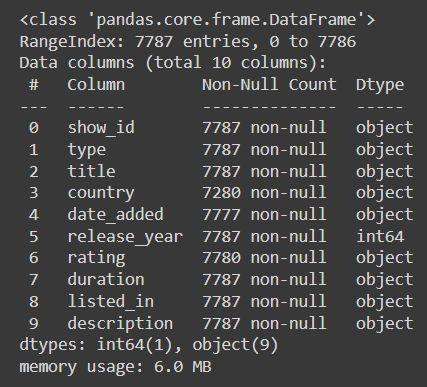 <class 'pandas.core.frame.DataFrame'>
RangeIndex: 7787 entries, 0 to 7786
Data columns (total 10 columns):
 #   Column        Non-Null Count  Dtype
---  ------        --------------  -----
 0   show_id       7787 non-null   object
 1   type          7787 non-null   object
 2   title         7787 non-null   object
 3   country       7280 non-null   object
 4   date_added    7777 non-null   object
 5   release_year  7787 non-null   int64
 6   rating        7780 non-null   object
 7   duration      7787 non-null   object
 8   listed_in     7787 non-null   object
 9   description   7787 non-null   object
dtypes: int64(1), object(9)
memory usage: 6.0 MB